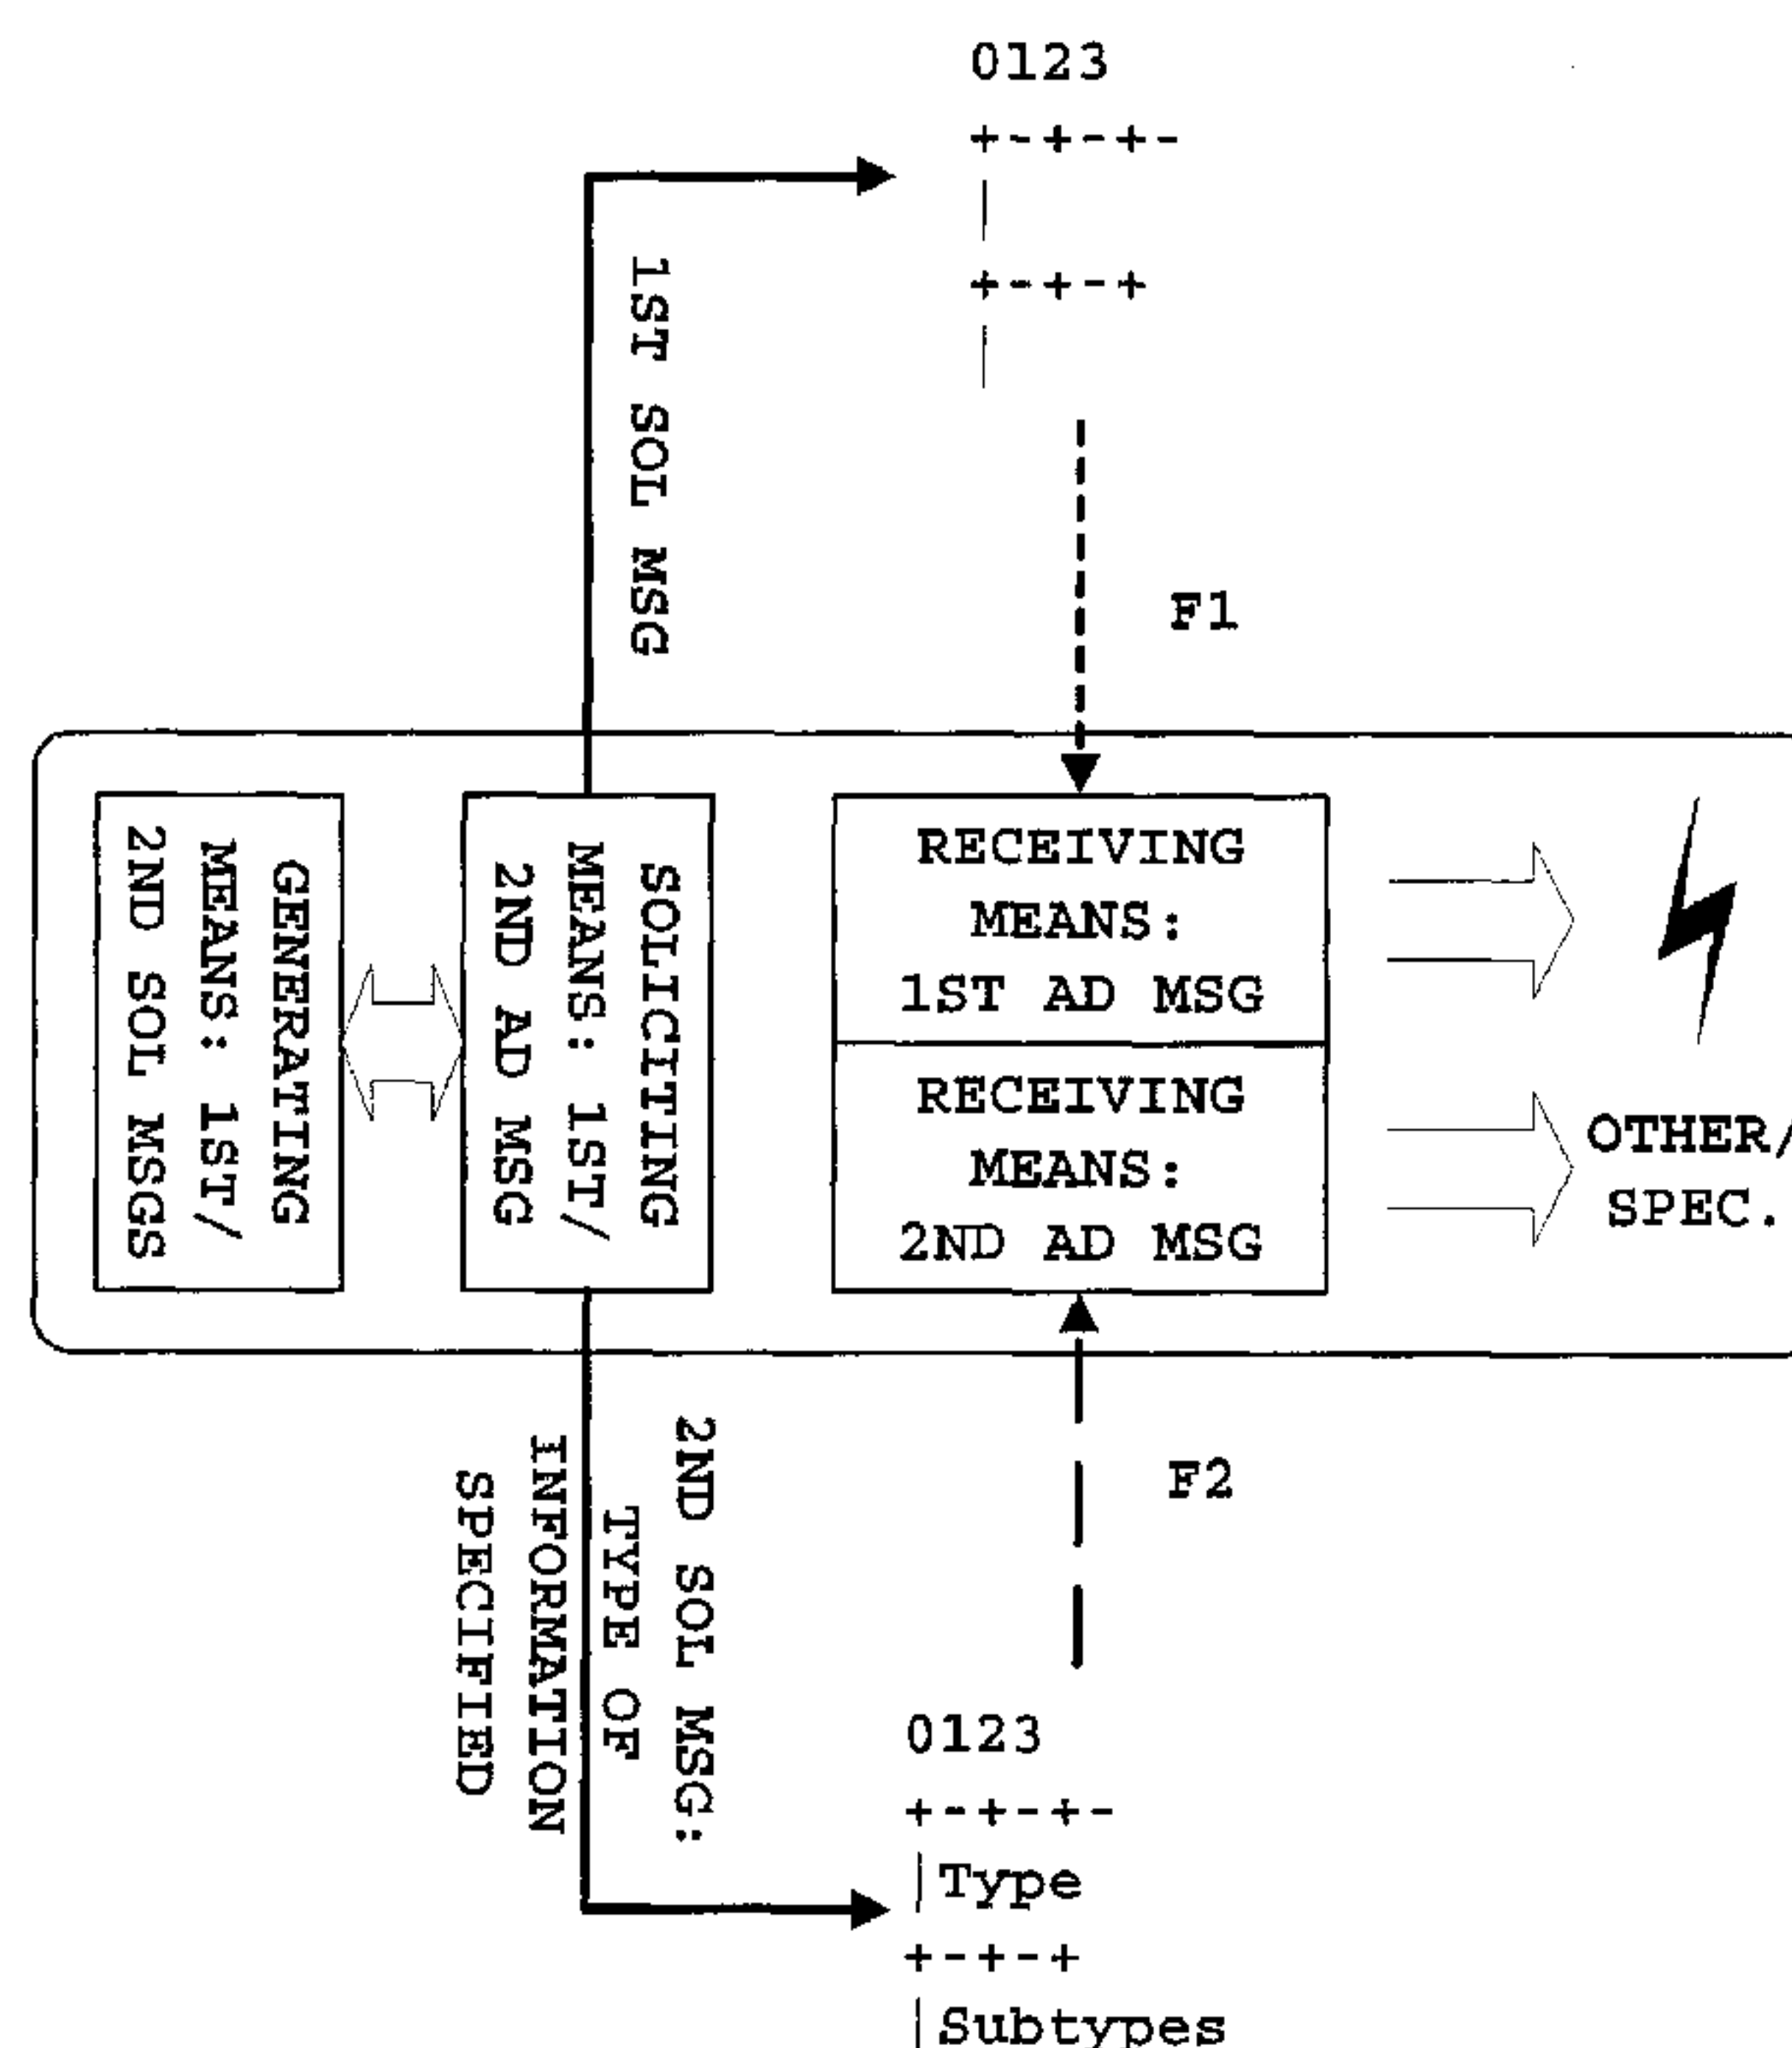 0123
+-+-+-
|
+-+-+
|
1ST SOL MSG
F1
GENERATING
MEANS: 1ST/
2ND SOL MSGS
SOLICITING
MEANS: 1ST/
2ND AD MSG
RECEIVING
MEANS:
1ST AD MSG
RECEIVING
MEANS:
2ND AD MSG
OTHER/
SPEC.
2ND SOL MSG:
TYPE OF
INFORMATION
SPECIFIED
F2
0123
+-+-+-
|Type
+-+-+
|Subtypes